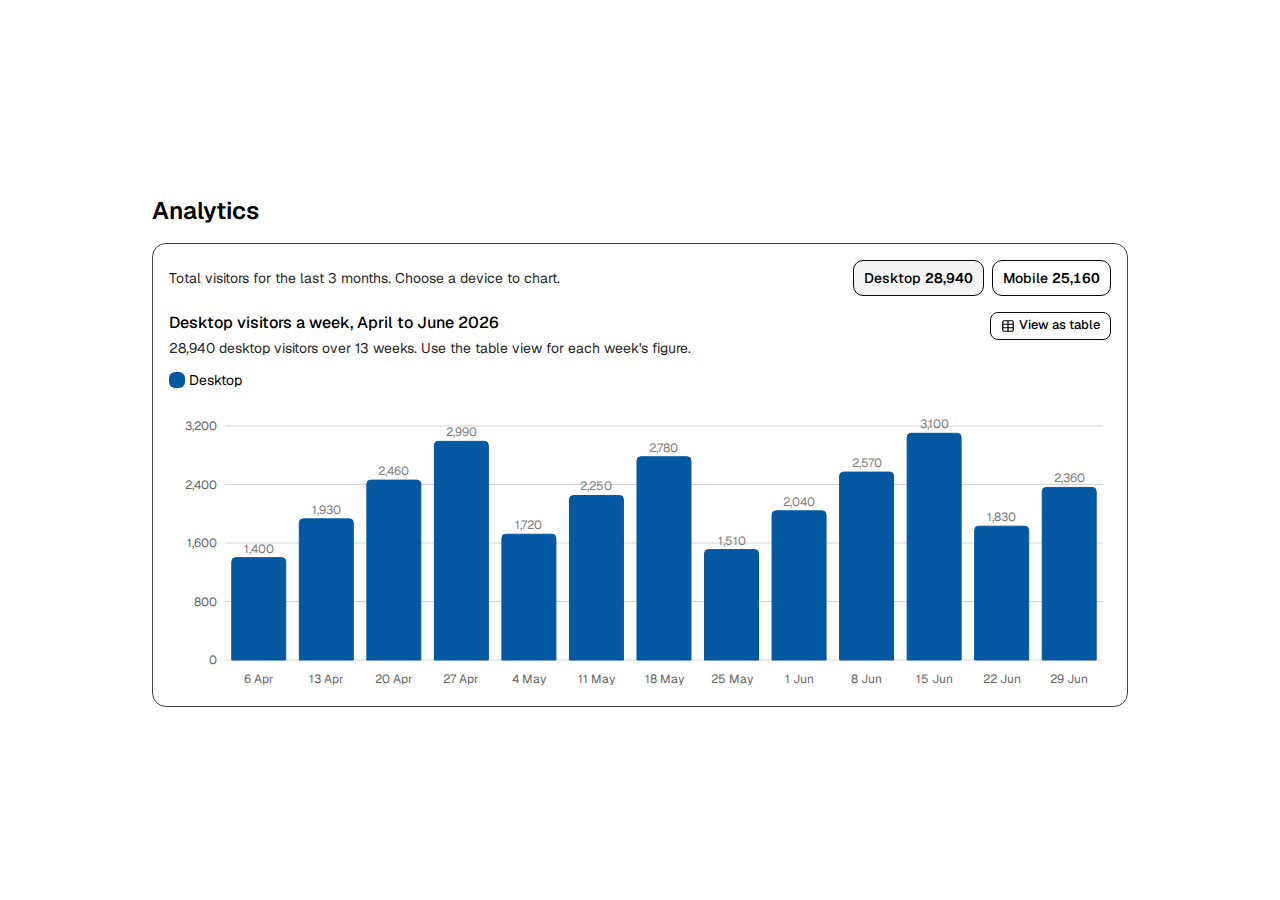 Analytics
Total visitors for the last 3 months. Choose a device to chart.
Desktop 28,940
Mobile 25,160
Desktop visitors a week, April to June 2026
View as table
28,940 desktop visitors over 13 weeks. Use the table view for each week's figure.
Desktop
3,200
2,400
1,600
800
0
1,400
1,930
2,460
2,990
1,720
2,250
2,780
1,510
2,040
2,570
3,100
1,830
2,360
6 Apr
13 Apr
20 Apr
27 Apr
4 May
11 May
18 May
25 May
1 Jun
8 Jun
15 Jun
22 Jun
29 Jun